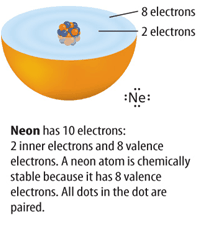 8 electrons
2 electrons
:Ne:
Neon has 10 electrons:
2 inner electrons and 8 valence
electrons. A neon atom is chemically
stable because it has 8 valence
electrons. All dots in the dot are
paired.